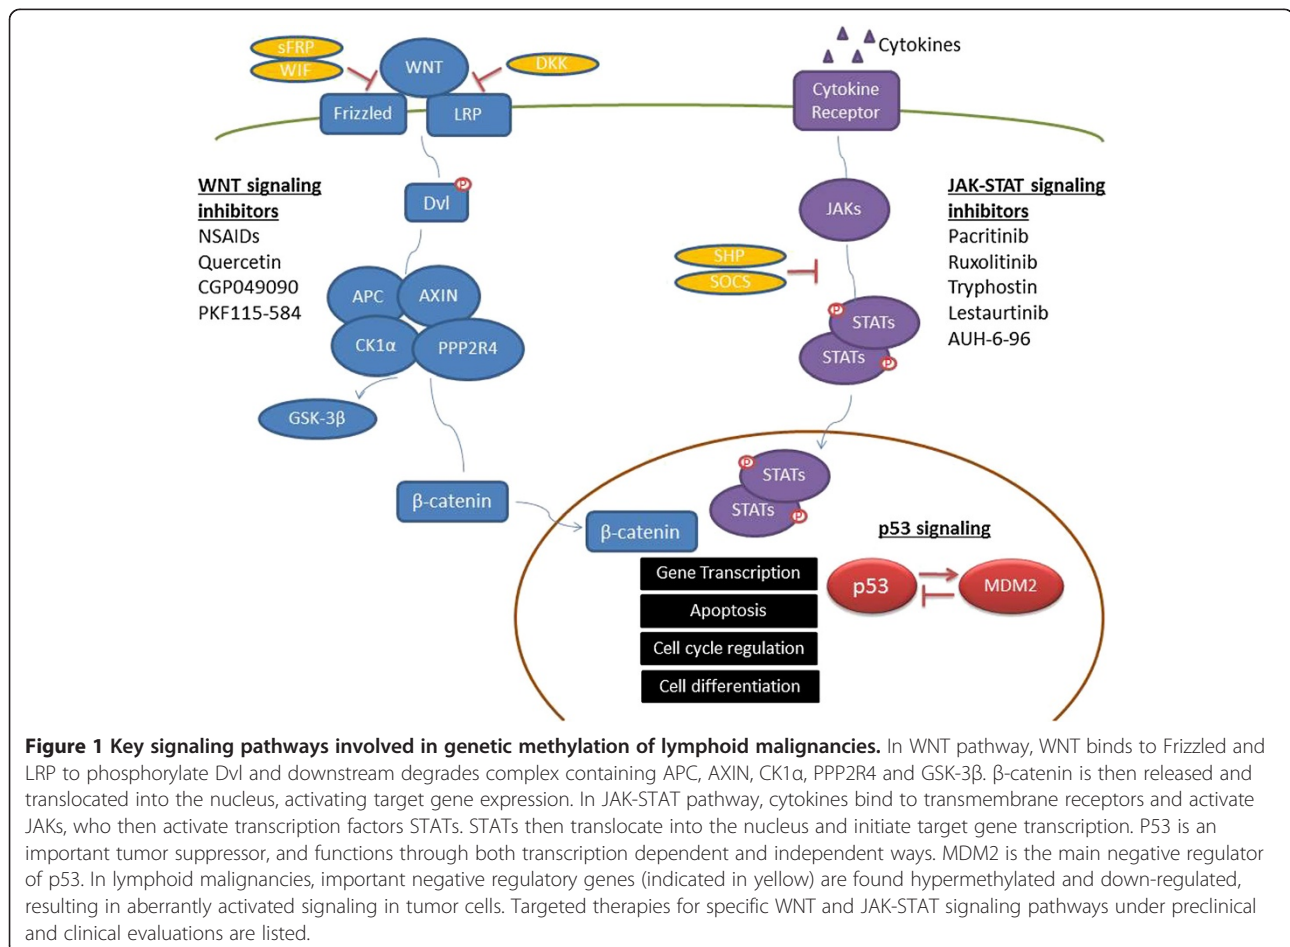 sFRP
WIF
WNT
DKK
Frizzled
LRP
Cytokines
Cytokine
Receptor
WNT signaling
inhibitors
NSAIDs
Quercetin
CGP049090
PKF115-584
P
Dvl
APC
AXIN
CK1α
PPP2R4
GSK-3β
β-catenin
β-catenin
JAKs
SHP
SOCS
P
STATs
STATs
P
JAK-STAT signaling
inhibitors
Pacritinib
Ruxolitinib
Tryphostin
Lestaurtinib
AUH-6-96
P
STATs
STATs
P
p53 signaling
p53
MDM2
Gene Transcription
Apoptosis
Cell cycle regulation
Cell differentiation
Figure 1 Key signaling pathways involved in genetic methylation of lymphoid malignancies. In WNT pathway, WNT binds to Frizzled and
LRP to phosphorylate Dvl and downstream degrades complex containing APC, AXIN, CK1α, PPP2R4 and GSK-3β. β-catenin is then released and
translocated into the nucleus, activating target gene expression. In JAK-STAT pathway, cytokines bind to transmembrane receptors and activate
JAKs, who then activate transcription factors STATs. STATs then translocate into the nucleus and initiate target gene transcription. P53 is an
important tumor suppressor, and functions through both transcription dependent and independent ways. MDM2 is the main negative regulator
of p53. In lymphoid malignancies, important negative regulatory genes (indicated in yellow) are found hypermethylated and down-regulated,
resulting in aberrantly activated signaling in tumor cells. Targeted therapies for specific WNT and JAK-STAT signaling pathways under preclinical
and clinical evaluations are listed.